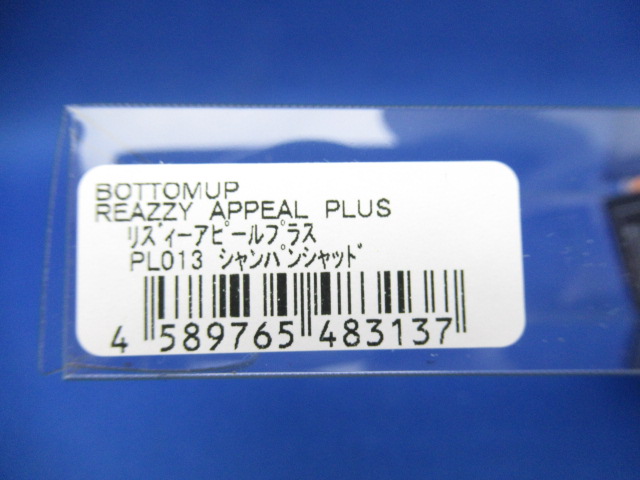 BOTTOMUP
REAZZY APPEAL PLUS
ﾘｽﾞｨｰｱﾋﾟｰﾙﾌﾟﾗｽ
PL013 ｼｬﾝﾊﾟﾝｼｬｯﾄﾞ
4 589765 483137